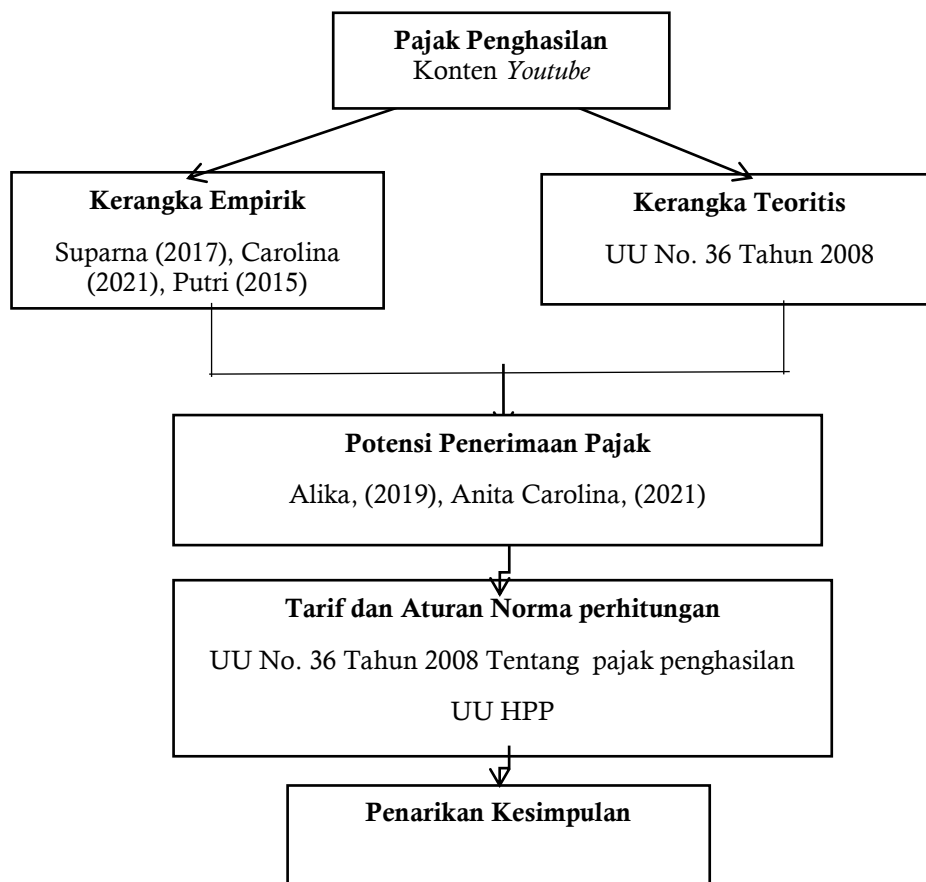 Pajak Penghasilan
Konten Youtube
Kerangka Empirik
Suparna (2017), Carolina
(2021), Putri (2015)
Kerangka Teoritis
UU No. 36 Tahun 2008
Potensi Penerimaan Pajak
Alika, (2019), Anita Carolina, (2021)
Tarif dan Aturan Norma perhitungan
UU No. 36 Tahun 2008 Tentang pajak penghasilan
UU HPP
Penarikan Kesimpulan